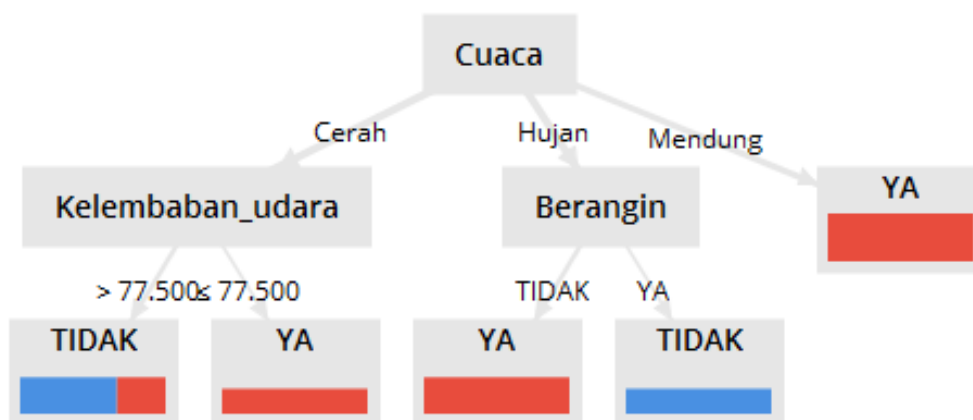 Cuaca
Cerah
Hujan
Mendung
Kelembaban_udara
Berangin
YA
> 77.500
≤ 77.500
TIDAK
YA
TIDAK
YA
YA
TIDAK